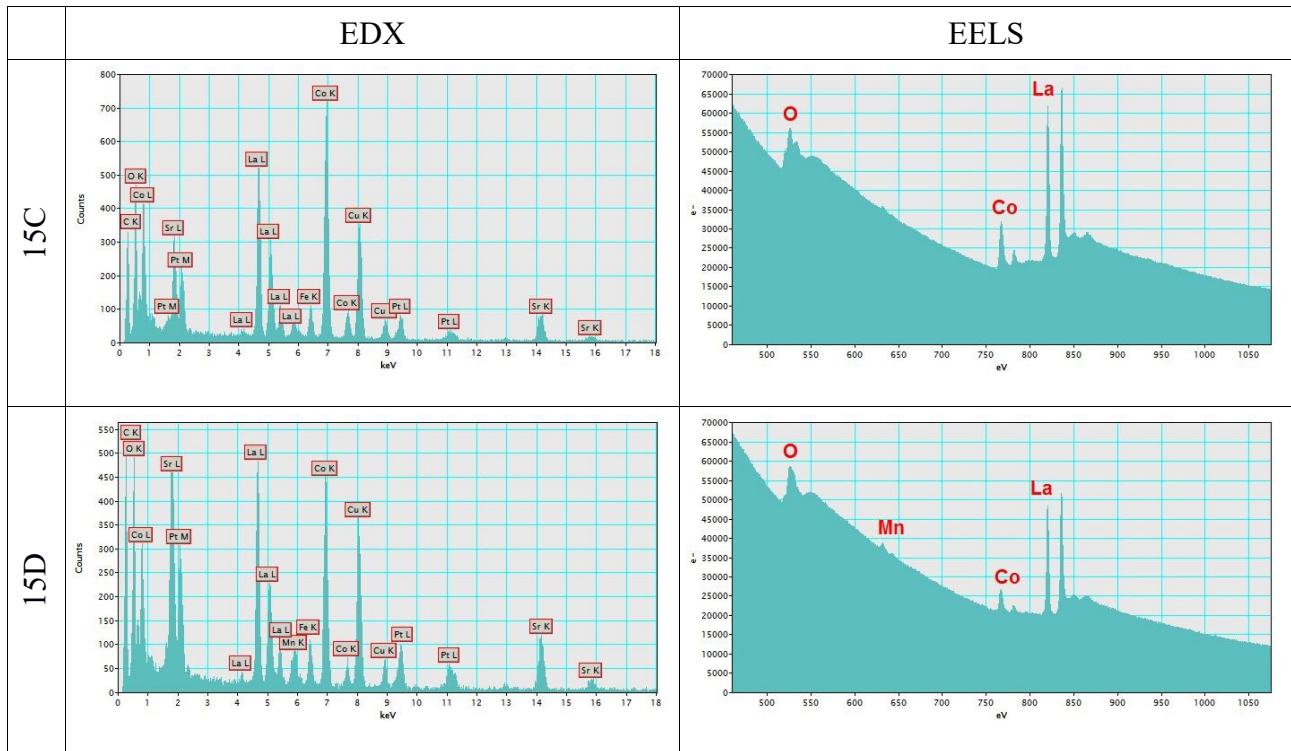 EDX
EELS
15C
800
700
600
500
400
300
200
100
0
Counts
0 1 2 3 4 5 6 7 8 9 10 11 12 13 14 15 16 17 18
keV
C K
O K
Co L
Sr L
Pt M
Pt M
La L
La L
La L
La L
La L
Fe K
Co K
Co K
Cu K
Cu
Pt L
Pt L
Sr K
Sr K
70000
65000
60000
55000
50000
45000
40000
35000
30000
25000
20000
15000
10000
5000
0
e-
500 550 600 650 700 750 800 850 900 950 1000 1050
eV
O
Co
La
15D
550
500
450
400
350
300
250
200
150
100
50
0
Counts
0 1 2 3 4 5 6 7 8 9 10 11 12 13 14 15 16 17 18
keV
C K
O K
Co L
Sr L
Pt M
La L
La L
La L
La L
Mn K
Fe K
Co K
Co K
Cu K
Cu K
Pt L
Pt L
Sr K
Sr K
70000
65000
60000
55000
50000
45000
40000
35000
30000
25000
20000
15000
10000
5000
0
e-
500 550 600 650 700 750 800 850 900 950 1000 1050
eV
O
Mn
Co
La